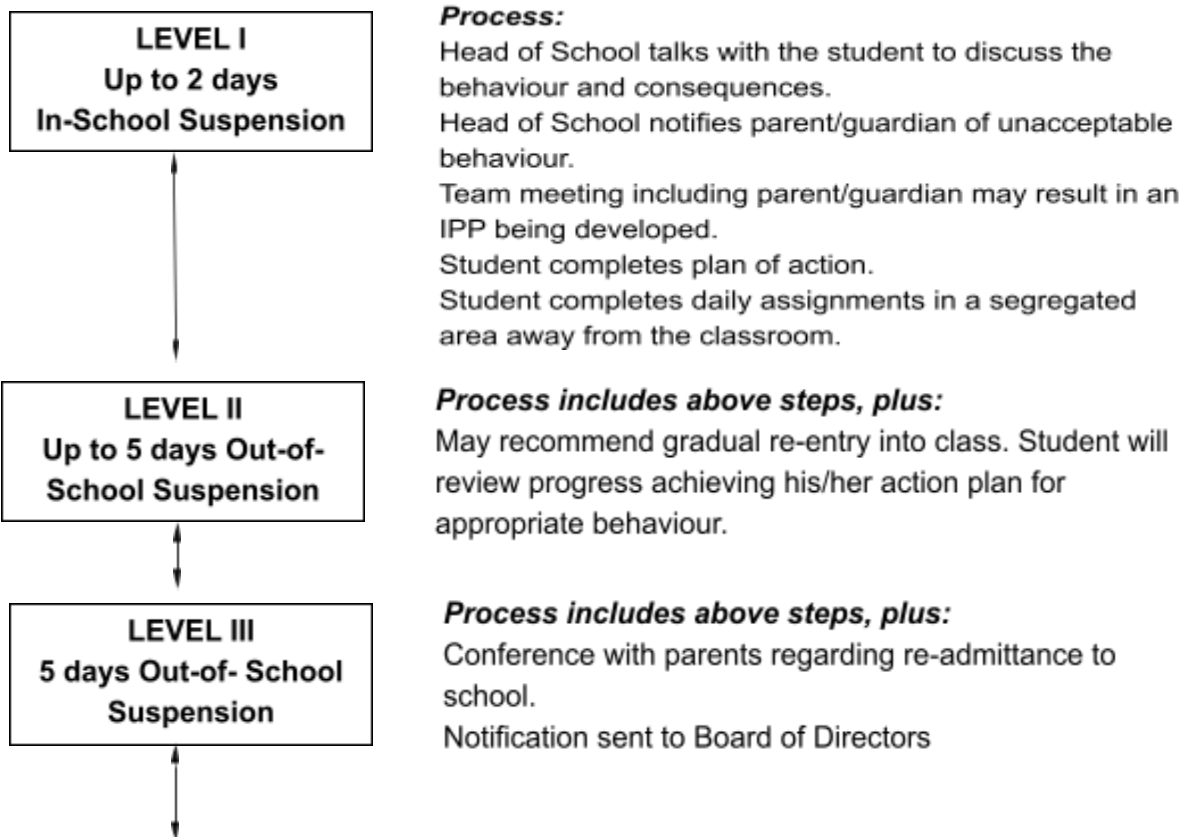 LEVEL I
Up to 2 days
In-School Suspension
Process:
Head of School talks with the student to discuss the
behaviour and consequences.
Head of School notifies parent/guardian of unacceptable
behaviour.
Team meeting including parent/guardian may result in an
IPP being developed.
Student completes plan of action.
Student completes daily assignments in a segregated
area away from the classroom.
LEVEL II
Up to 5 days Out-of-
School Suspension
Process includes above steps, plus:
May recommend gradual re-entry into class. Student will
review progress achieving his/her action plan for
appropriate behaviour.
LEVEL III
5 days Out-of- School
Suspension
Process includes above steps, plus:
Conference with parents regarding re-admittance to
school.
Notification sent to Board of Directors